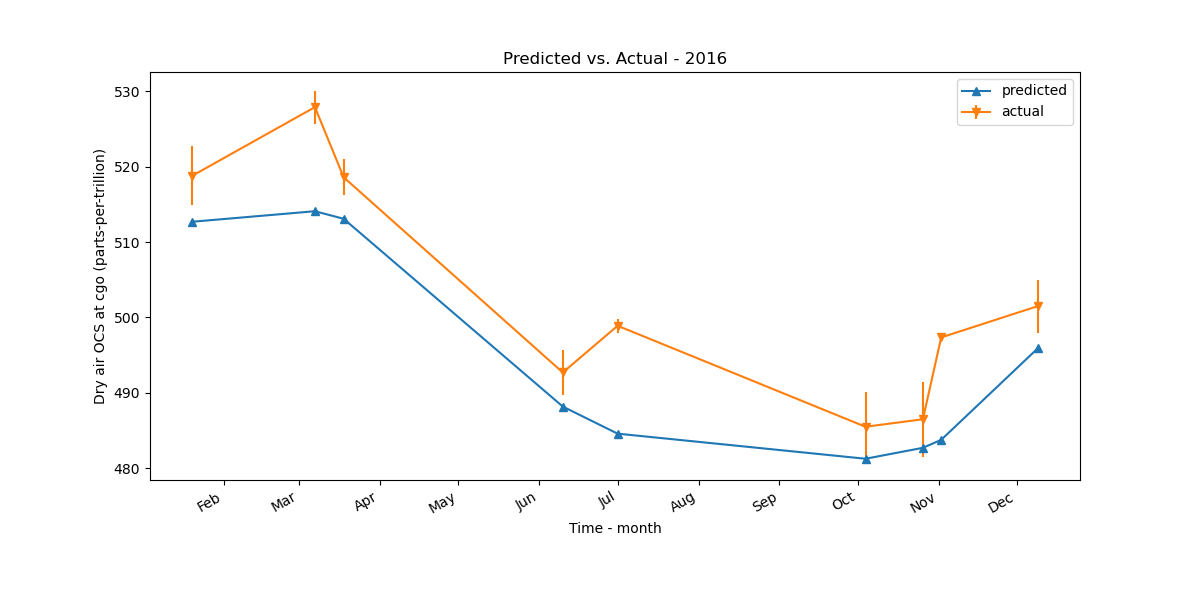 Predicted vs. Actual - 2016
predicted
actual
530
520
510
500
490
480
Dry air OCS at cgo (parts-per-trillion)
Feb
Mar
Apr
May
Jun
Jul
Aug
Sep
Oct
Nov
Dec
Time - month